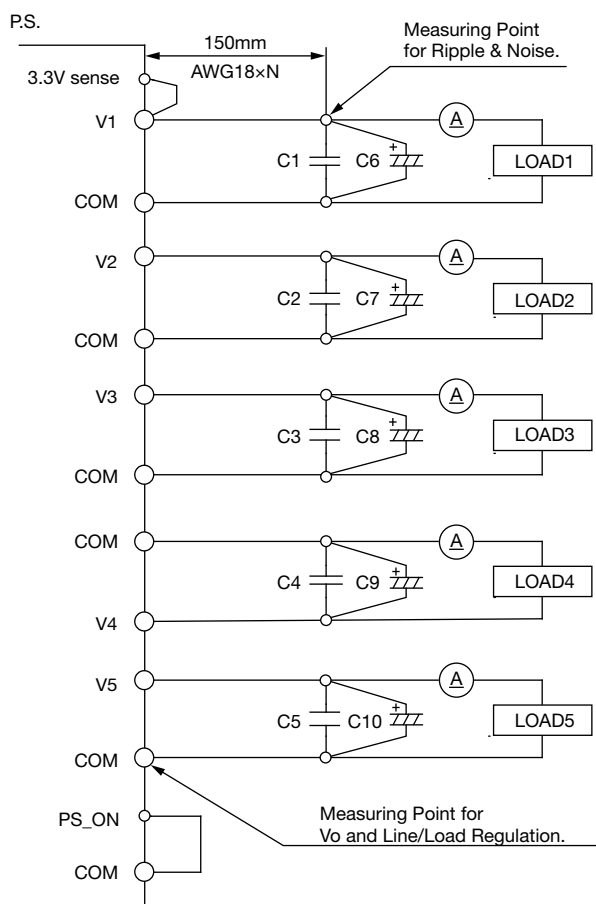 P.S.
Measuring Point
for Ripple & Noise.
150mm
AWG18×N
3.3V sense
V1
A
C1
C6
+
LOAD1
COM
V2
A
C2
C7
+
LOAD2
COM
V3
A
C3
C8
+
LOAD3
COM
COM
A
C4
C9
+
LOAD4
V4
V5
A
C5
C10
+
LOAD5
COM
PS_ON
Measuring Point for
Vo and Line/Load Regulation.
COM